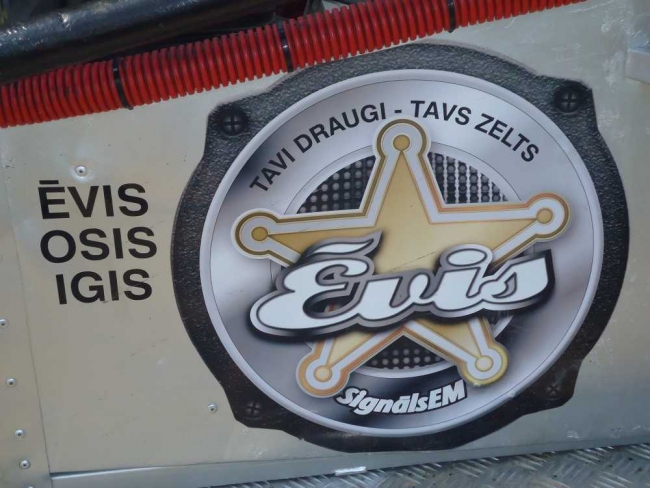 ĒVIS
OSIS
IGIS
TAVI DRAUGI - TAVS ZELTS
Ēvis
SignālsEM